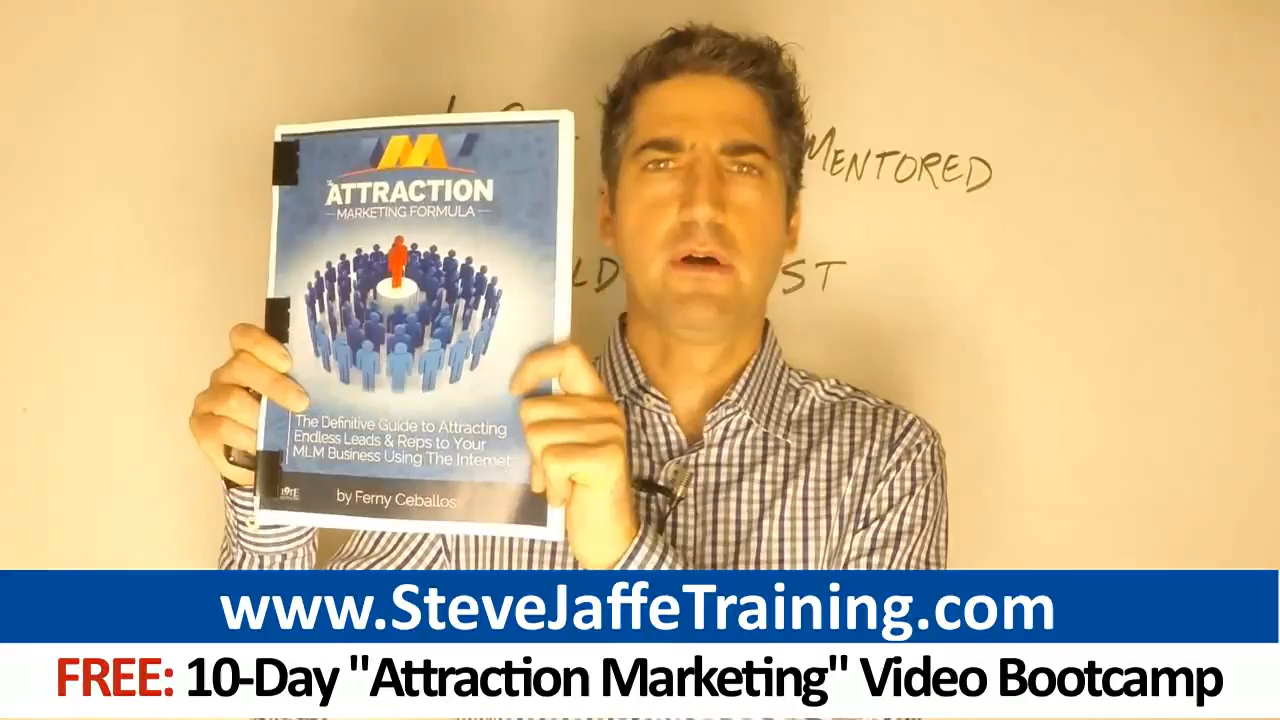 MENTORED
ST
THE
ATTRACTION
MARKETING FORMULA
The Definitive Guide to Attracting
Endless Leads & Reps to Your
MLM Business Using The Internet
by Ferny Ceballos
www.SteveJaffeTraining.com
FREE: 10-Day "Attraction Marketing" Video Bootcamp